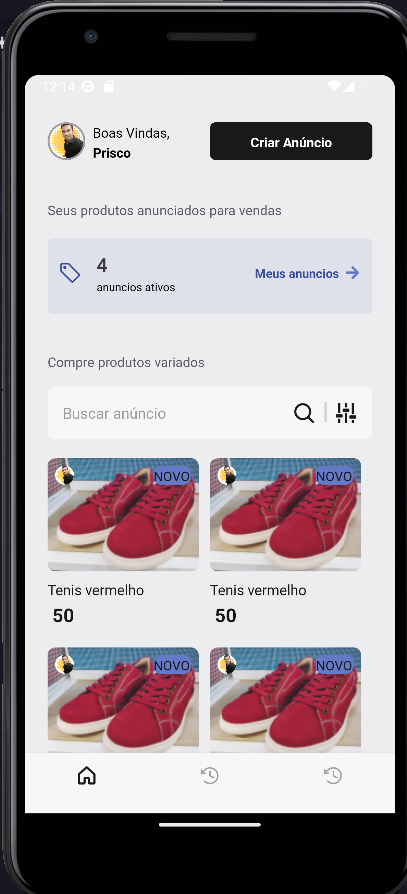 12:14
Boas Vindas,
Prisco
Criar Anúncio
Seus produtos anunciados para vendas
4
anuncios ativos
Meus anuncios
Compre produtos variados
Buscar anúncio
NOVO
NOVO
Tenis vermelho
Tenis vermelho
50
50
NOVO
NOVO